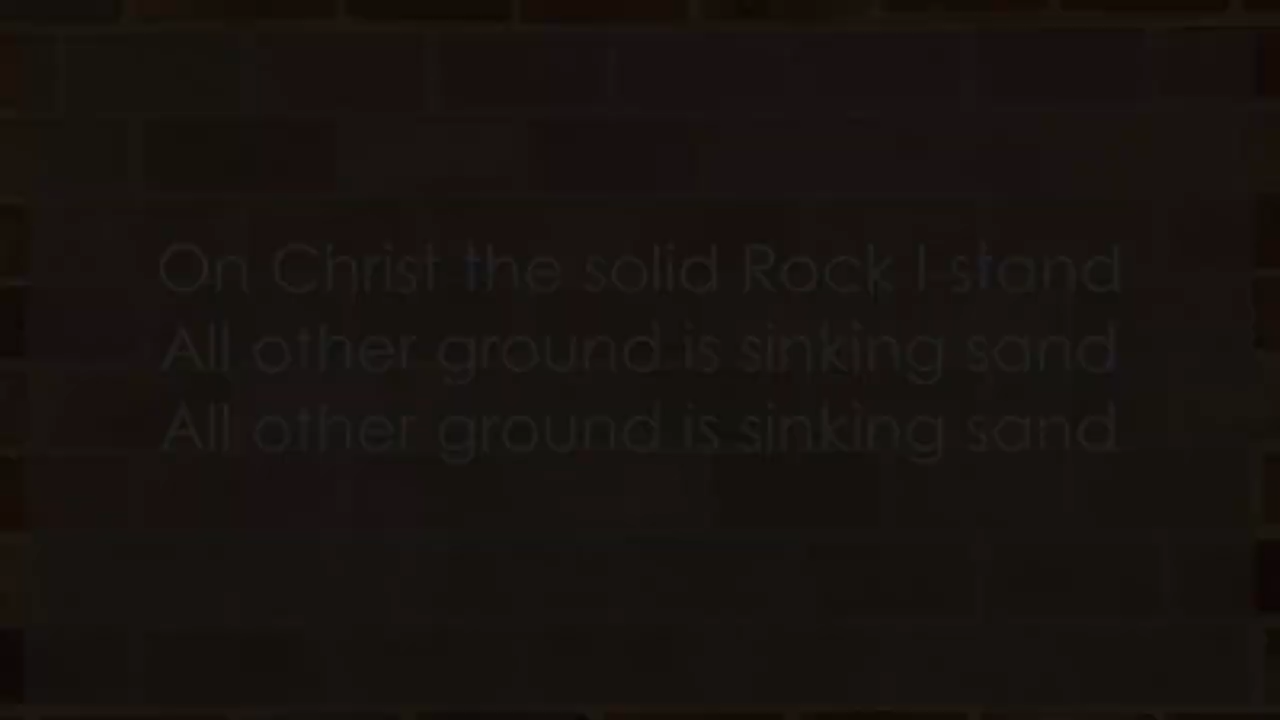 On Christ the solid Rock I stand
All other ground is sinking sand
All other ground is sinking sand